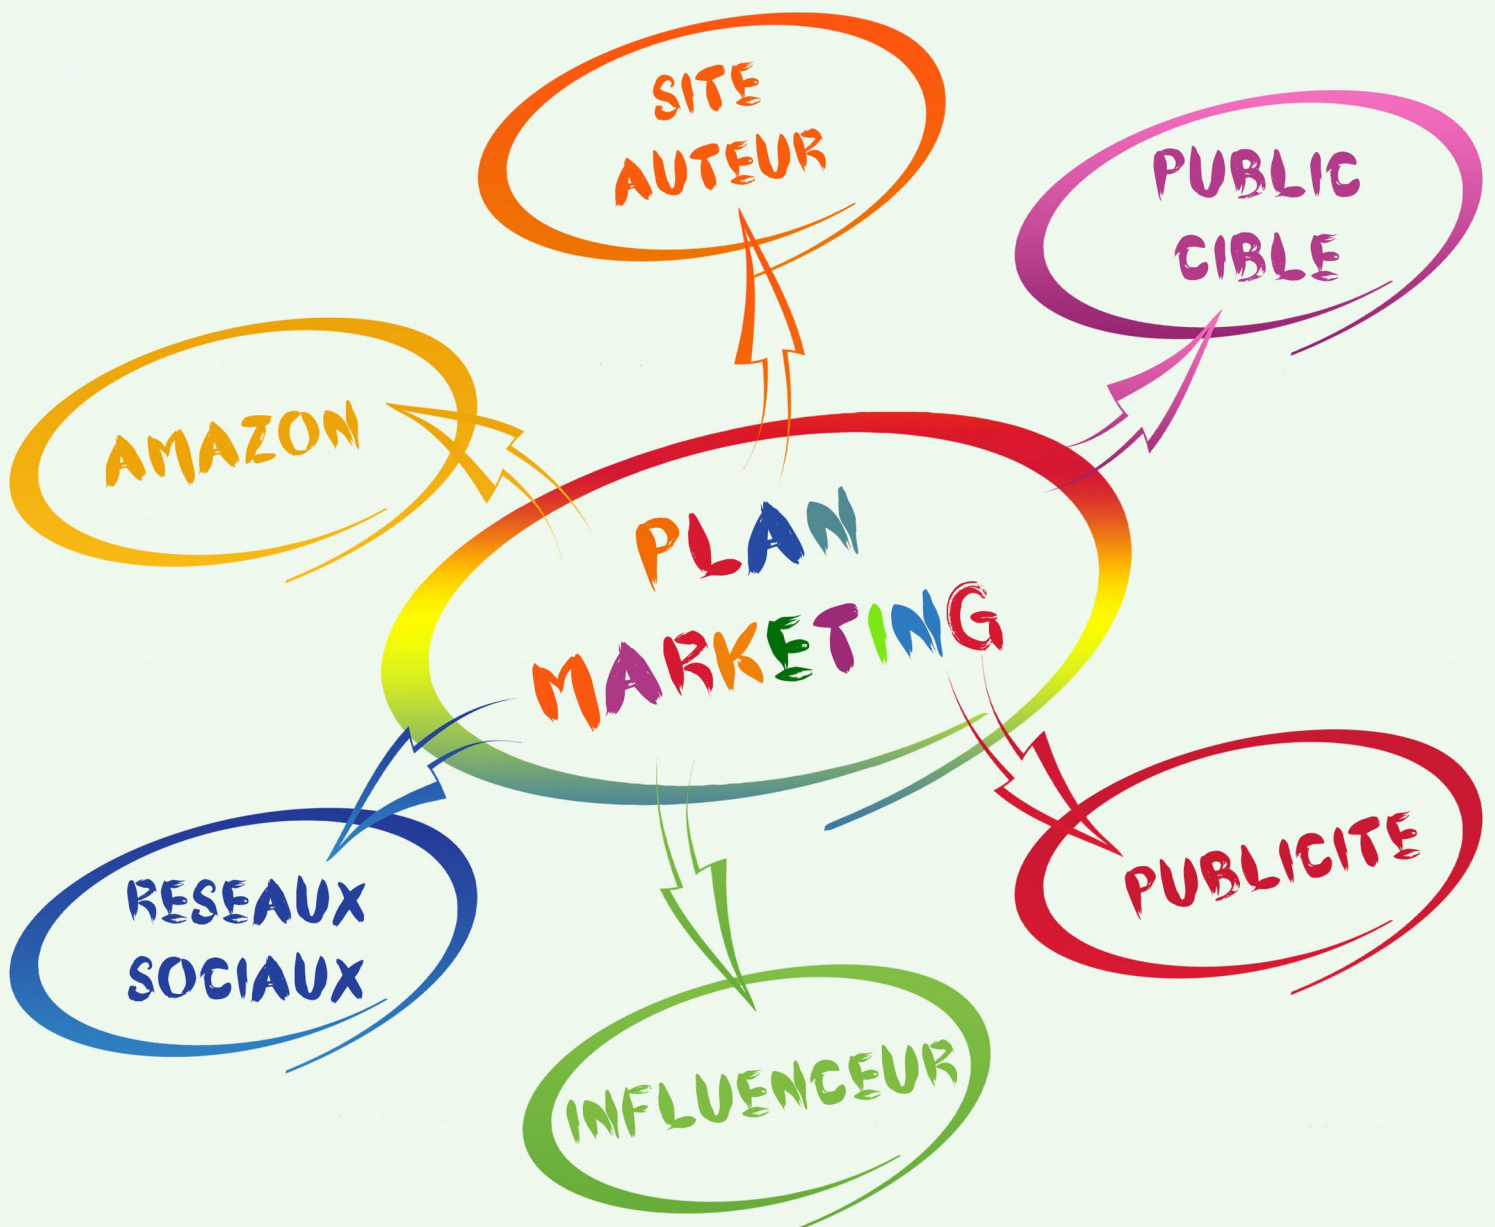 SITE
AUTEUR
PUBLIC
CIBLE
AMAZON
PLAN
MARKETING
RESEAUX
SOCIAUX
PUBLICITE
INFLUENCEUR